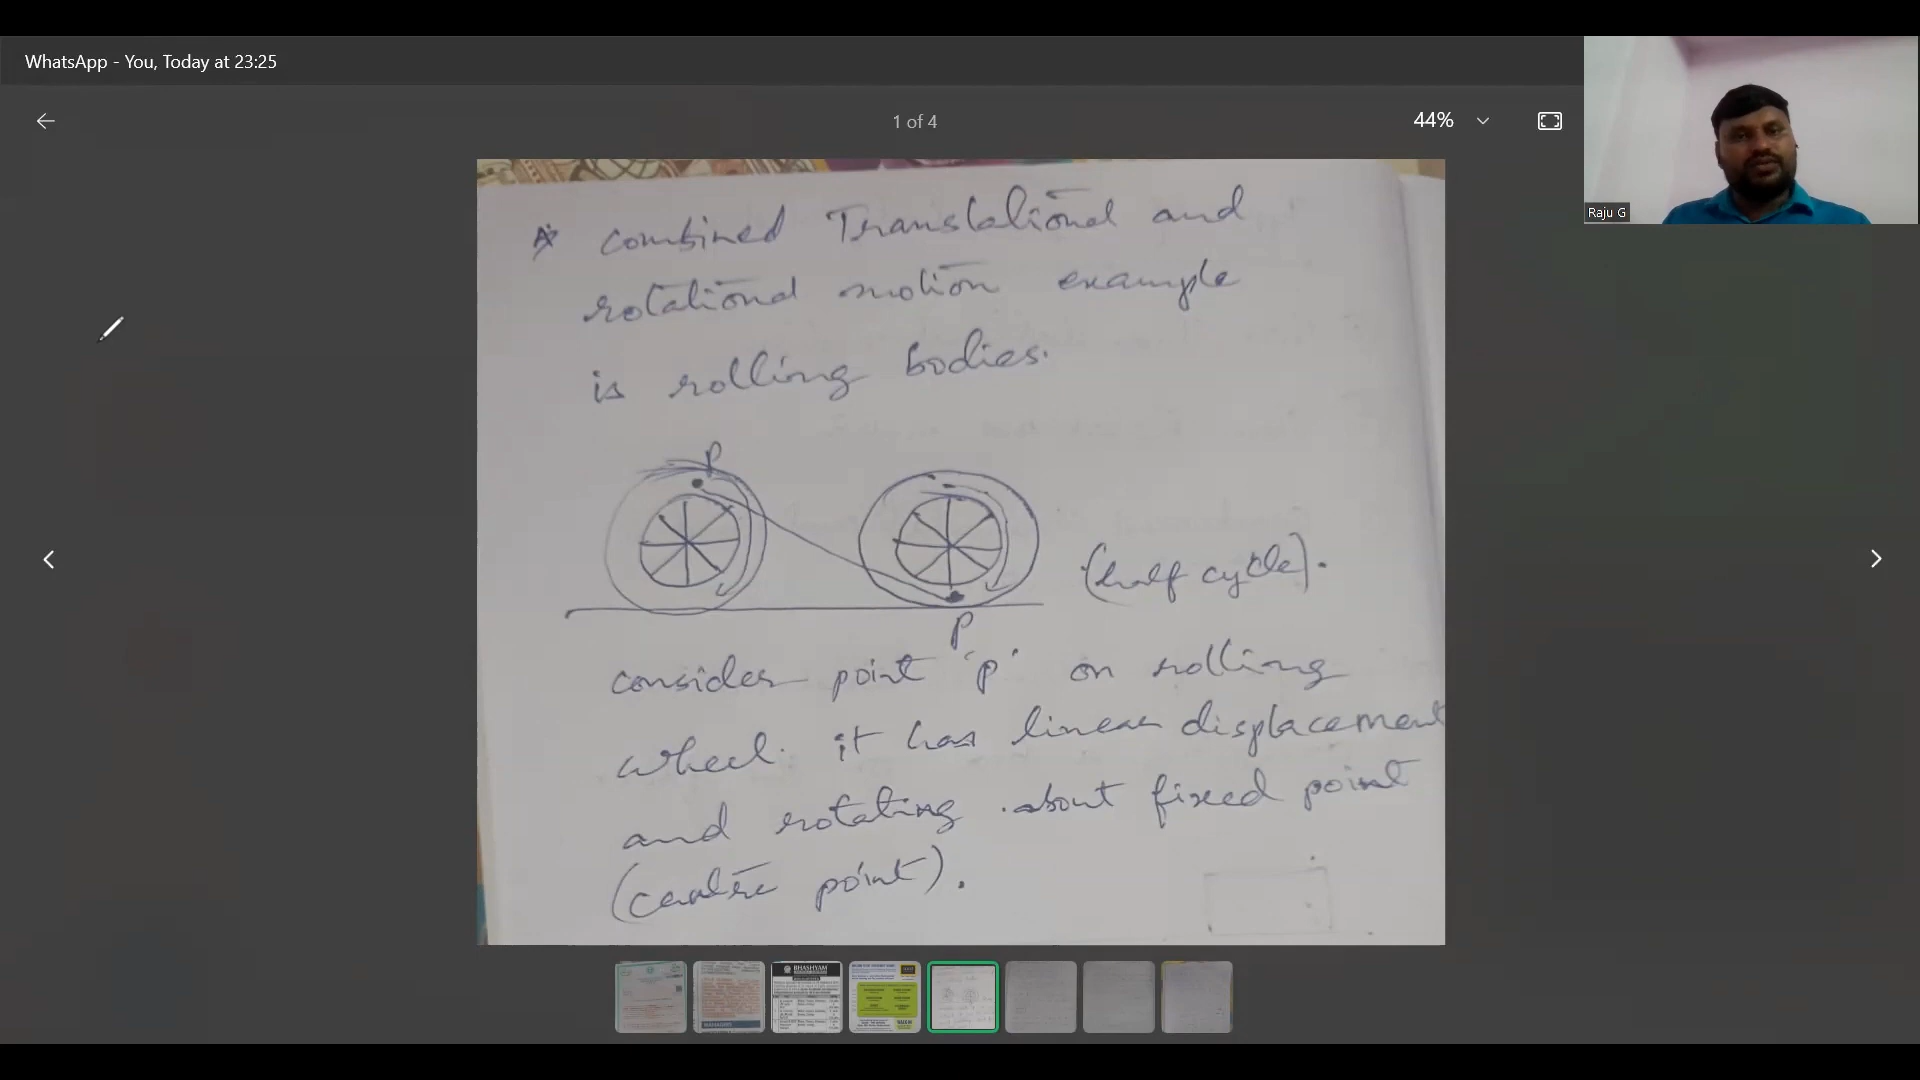 WhatsApp - You, Today at 23:25
1 of 4
44%
Raju G
combined Translational and
rotational motion example
is rolling bodies.
P
(half cycle).
P
consider point 'p' on rolling
wheel. it has linear displacement
and rotating about fixed point
(centre point).
BHASHYAM
MANAGERS